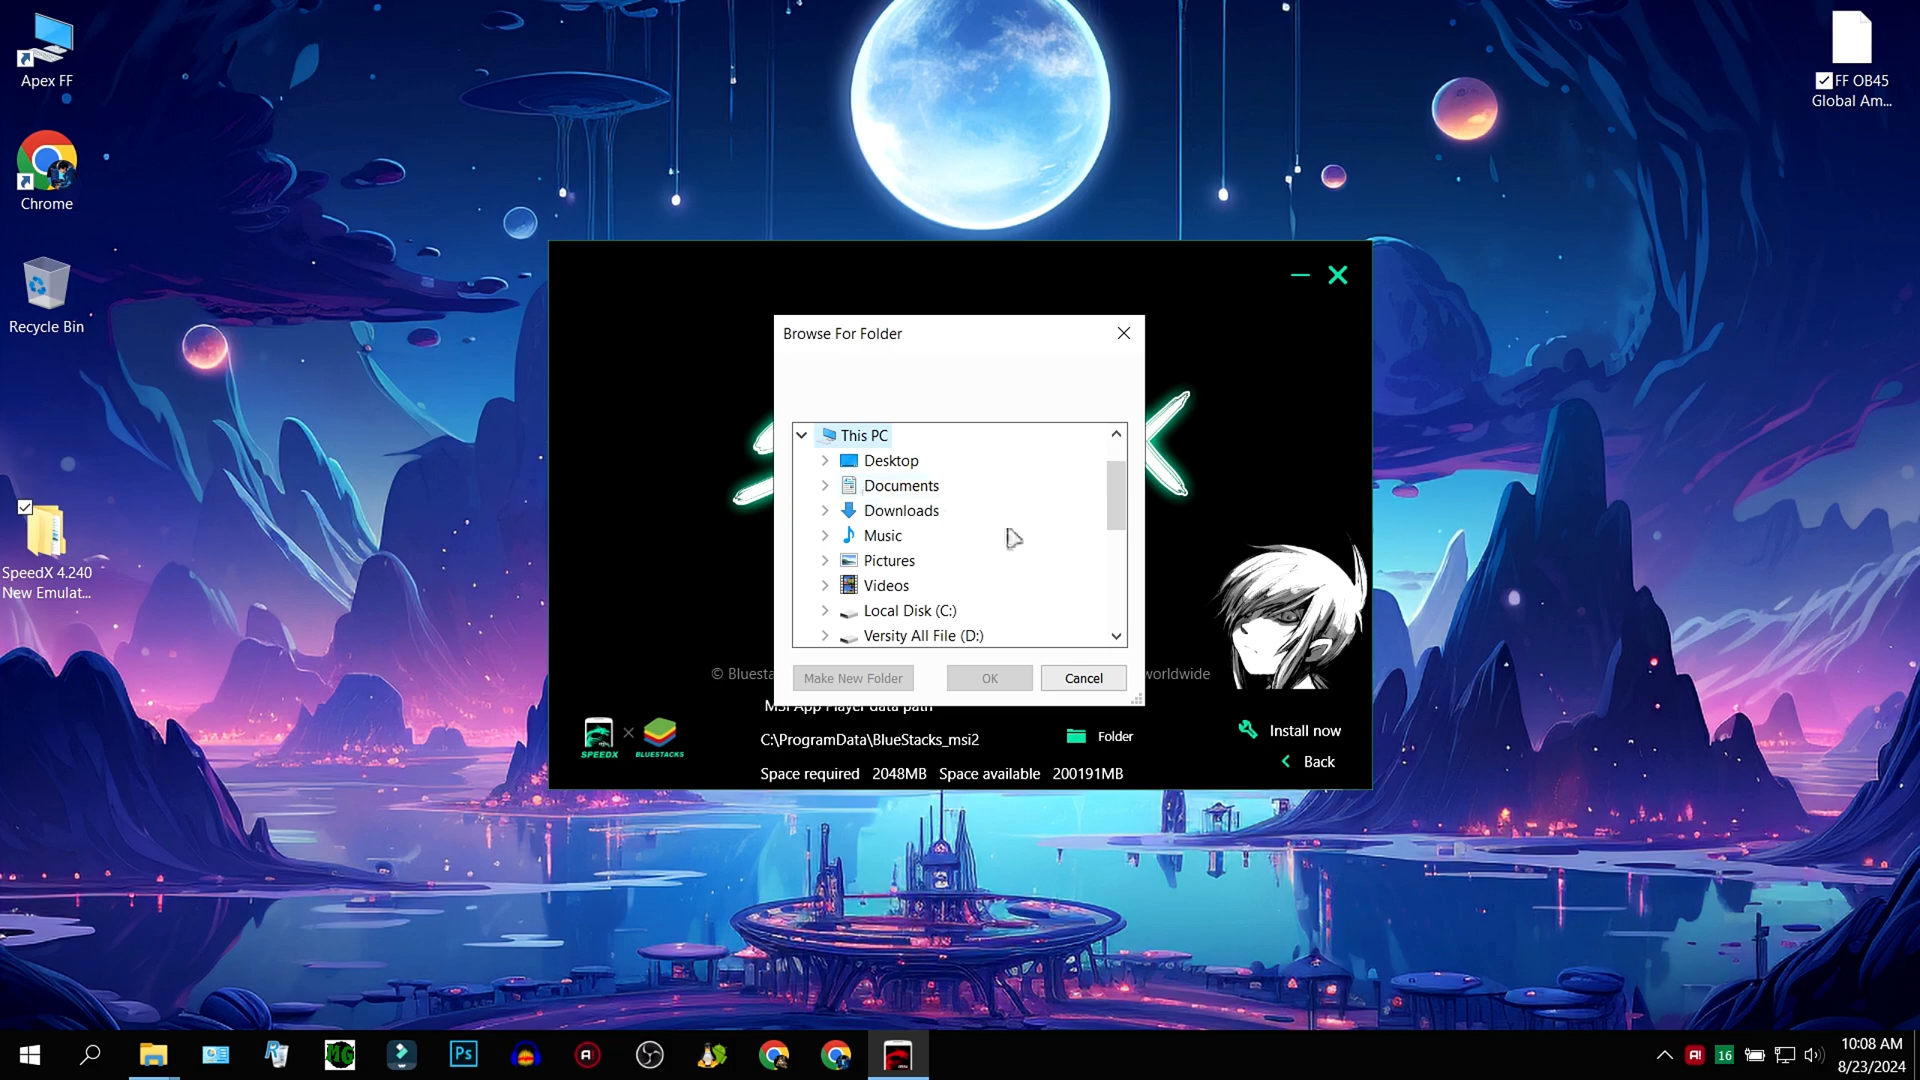 Apex FF
Chrome
Recycle Bin
SpeedX 4.240
New Emulat...
FF OB45
Global Am...
Browse For Folder
This PC
Desktop
Documents
Downloads
Music
Pictures
Videos
Local Disk (C:)
Versity All File (D:)
Make New Folder
OK
Cancel
© Bluesta
worldwide
MSI App Player data path
C:\ProgramData\BlueStacks_msi2
Folder
Space required 2048MB Space available 200191MB
Install now
Back
SPEEDX
BLUESTACKS
Ps
16
10:08 AM
8/23/2024